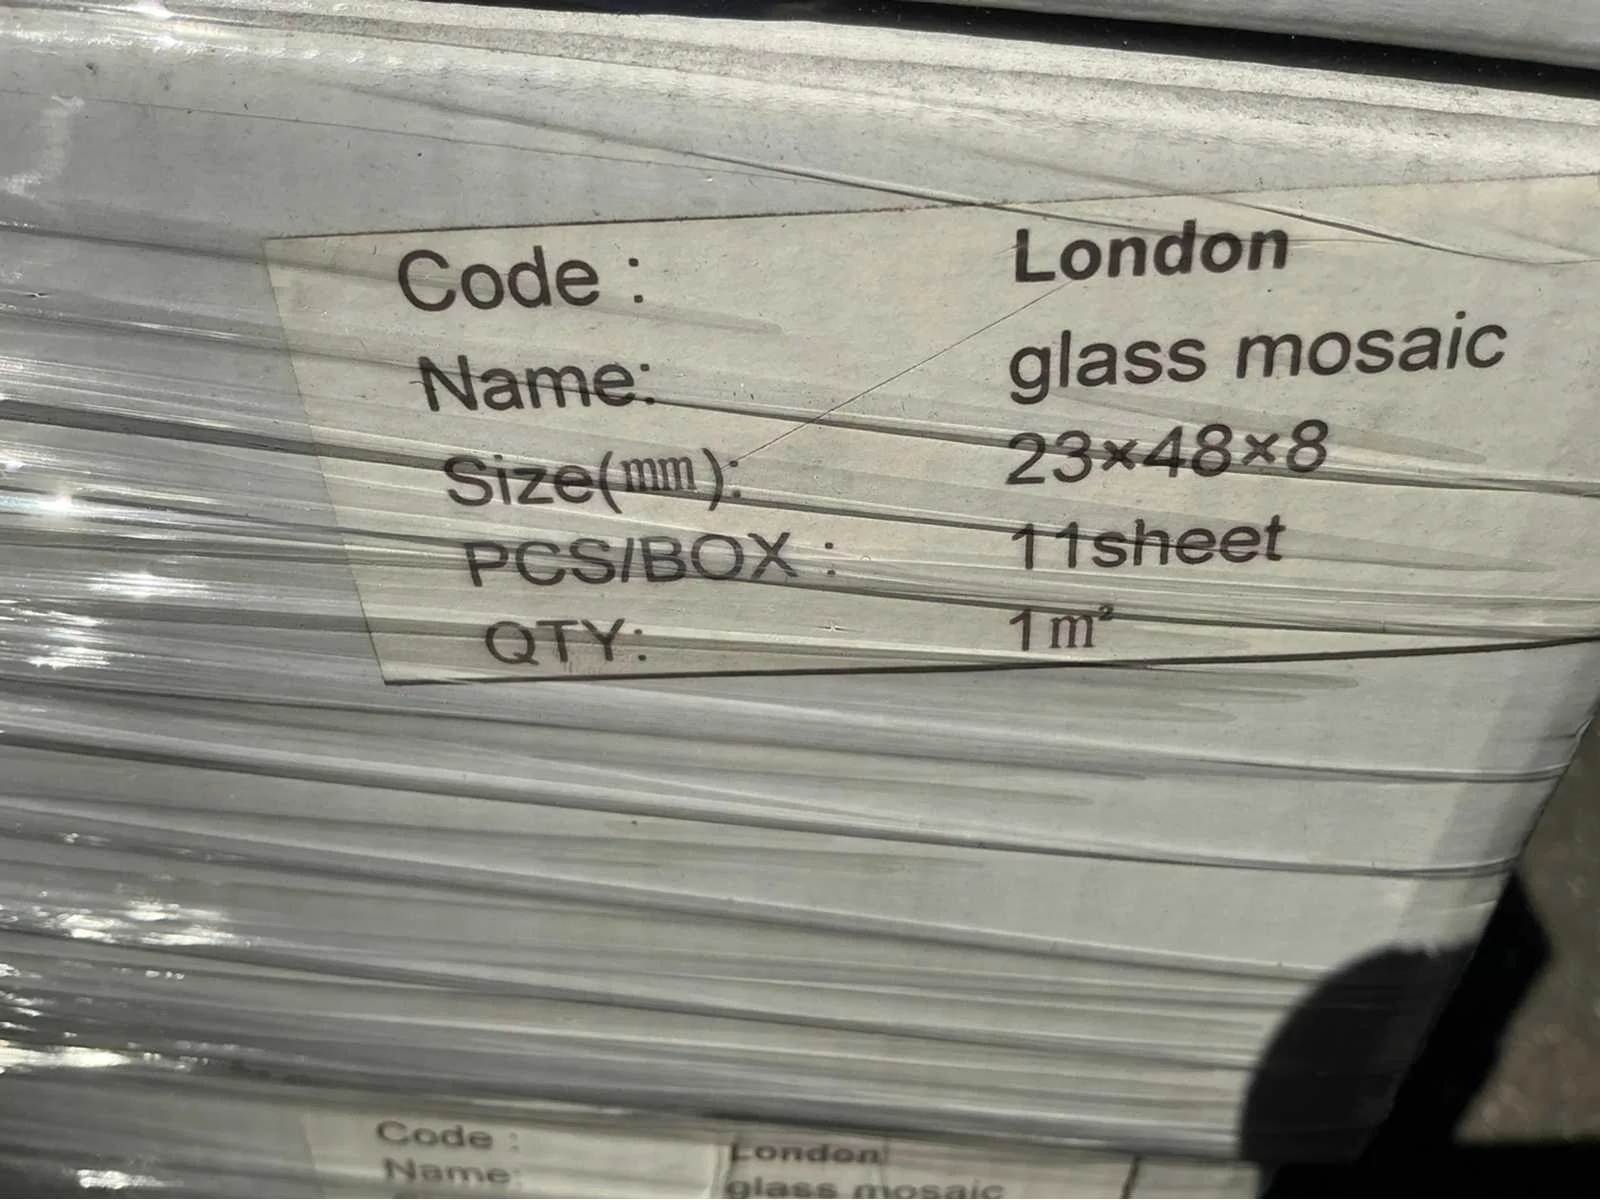 Code : London
Name: glass mosaic
Size(mm): 23×48×8
PCS/BOX : 11sheet
QTY: 1m²
Code : London
Name: glass mosaic